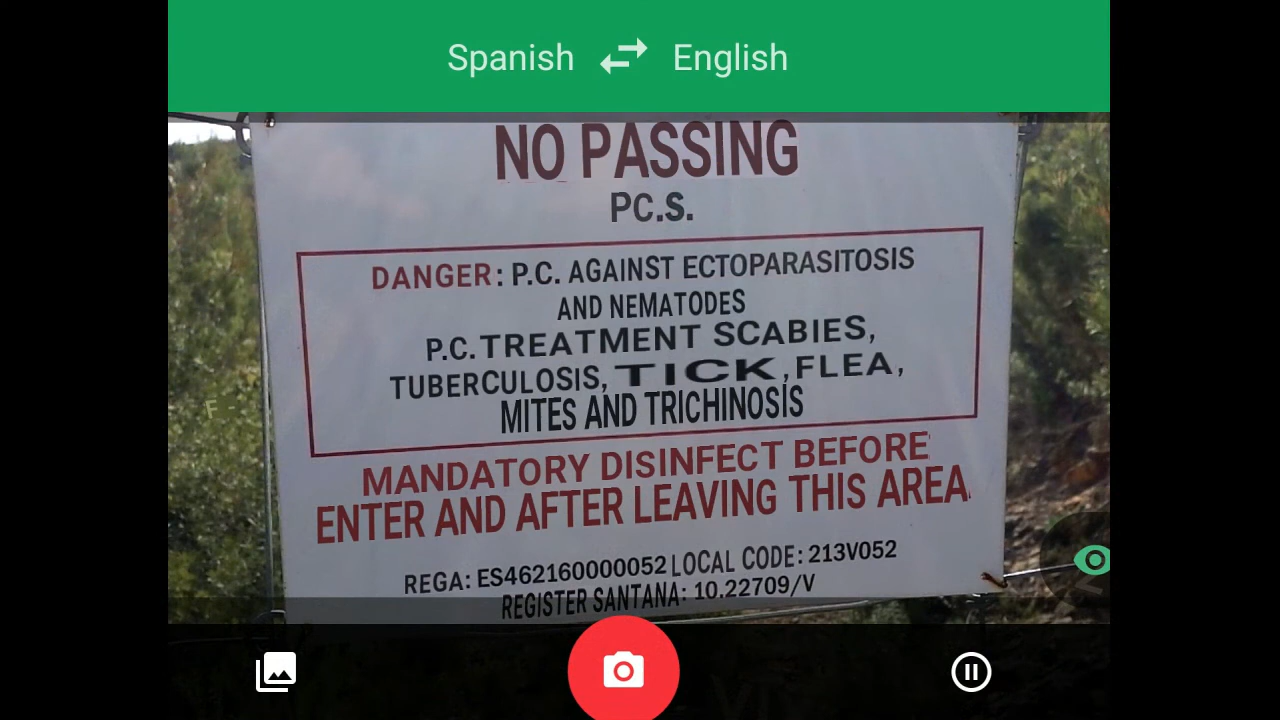 Spanish English
NO PASSING
PC.S.
DANGER: P.C. AGAINST ECTOPARASITOSIS
AND NEMATODES
P.C. TREATMENT SCABIES,
TUBERCULOSIS, TICK, FLEA,
MITES AND TRICHINOSIS
MANDATORY DISINFECT BEFORE
ENTER AND AFTER LEAVING THIS AREA.
REGA: ES462160000052 LOCAL CODE: 213V052
REGISTER SANTANA: 10.22709/V